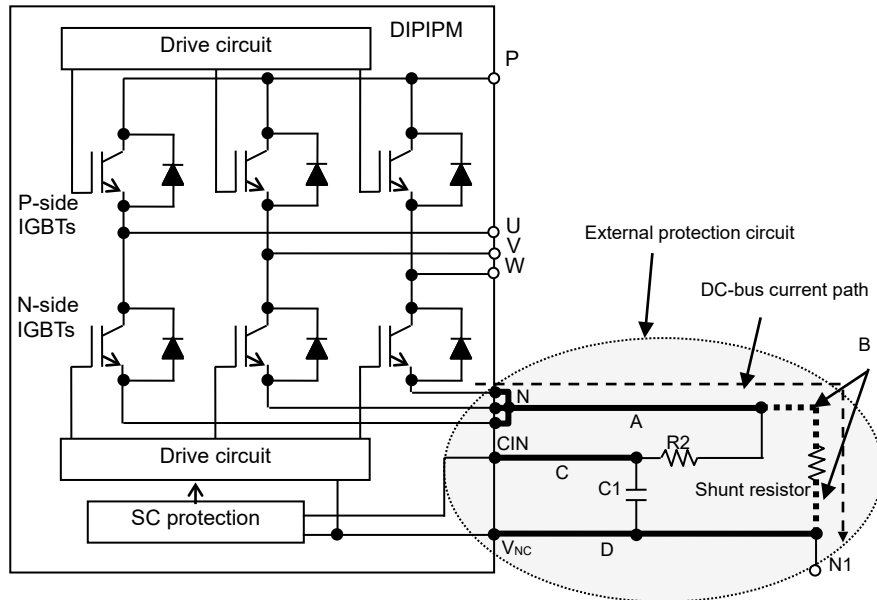 DIPIPM
Drive circuit
P
P-side
IGBTs
U
V
W
External protection circuit
DC-bus current path
N-side
IGBTs
B
N
A
CIN
R2
Drive circuit
C
C1
Shunt resistor
SC protection
VNC
D
N1